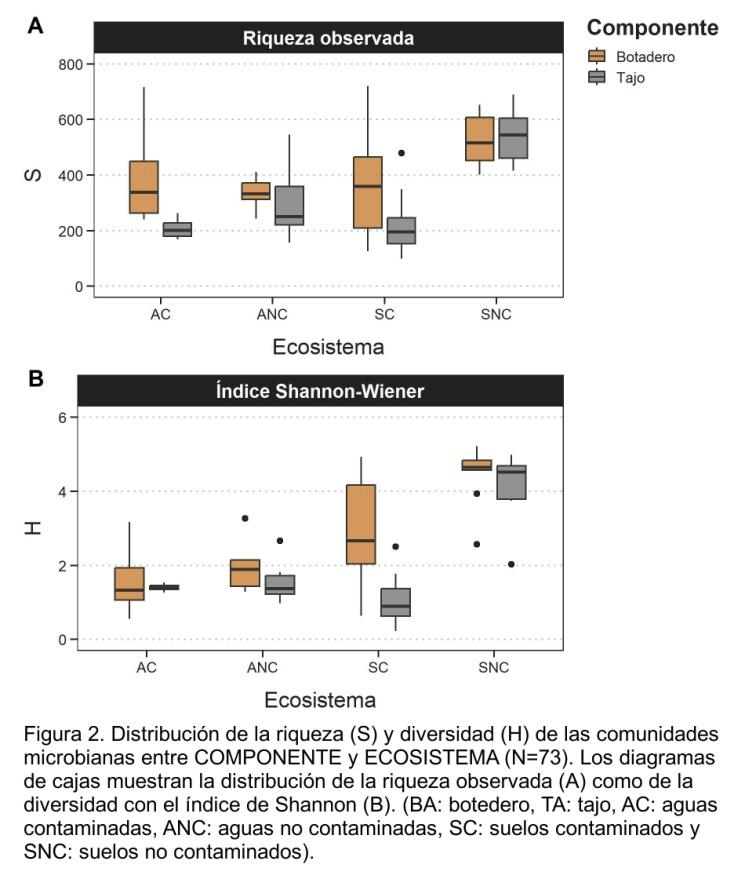 A
Riqueza observada
Componente
Botadero
Tajo
800
600
400
200
0
S
AC
ANC
SC
SNC
Ecosistema
B
Índice Shannon-Wiener
6
4
2
0
H
AC
ANC
SC
SNC
Ecosistema
Figura 2. Distribución de la riqueza (S) y diversidad (H) de las comunidades
microbianas entre COMPONENTE y ECOSISTEMA (N=73). Los diagramas
de cajas muestran la distribución de la riqueza observada (A) como de la
diversidad con el índice de Shannon (B). (BA: botedero, TA: tajo, AC: aguas
contaminadas, ANC: aguas no contaminadas, SC: suelos contaminados y
SNC: suelos no contaminados).